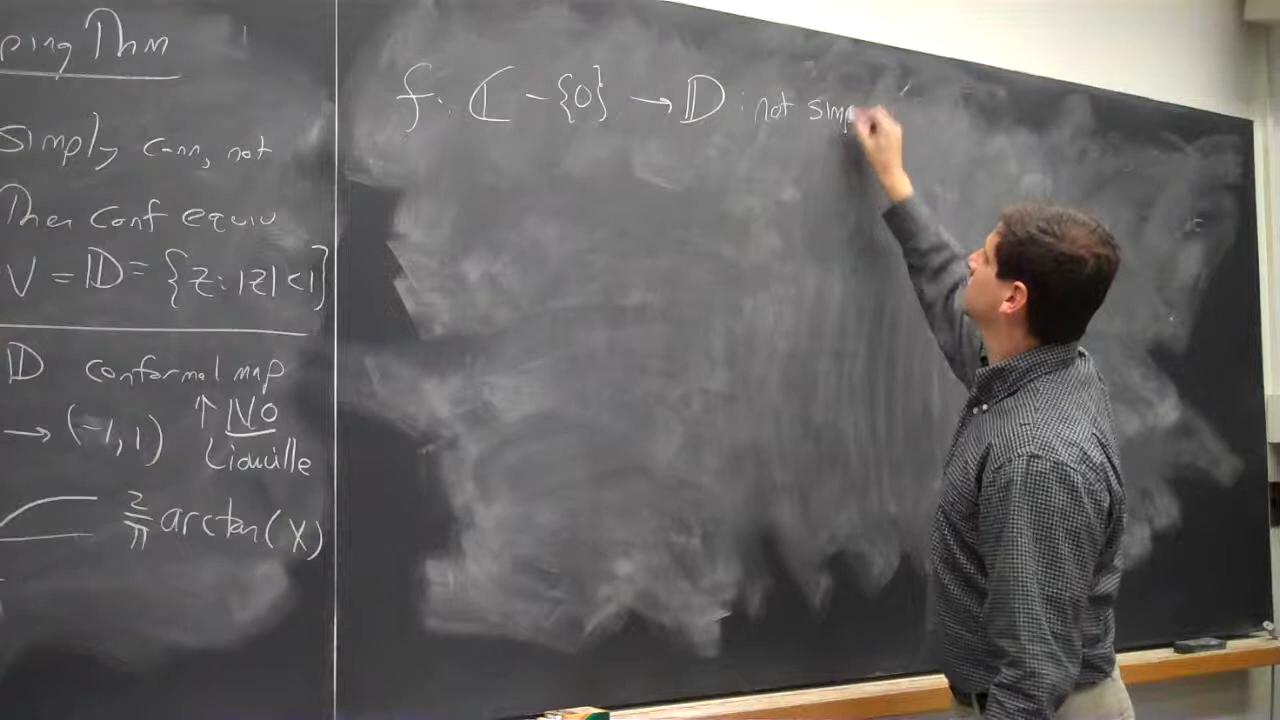 ping Thm
simply conn, not
Then conf equiv
V = 𝔻 = {z: |z|<1}
𝔻 conformal map
→ (-1,1) ↑ NO
Liouville
2/π arctan(x)
f: ℂ - {0} → 𝔻 : not simp